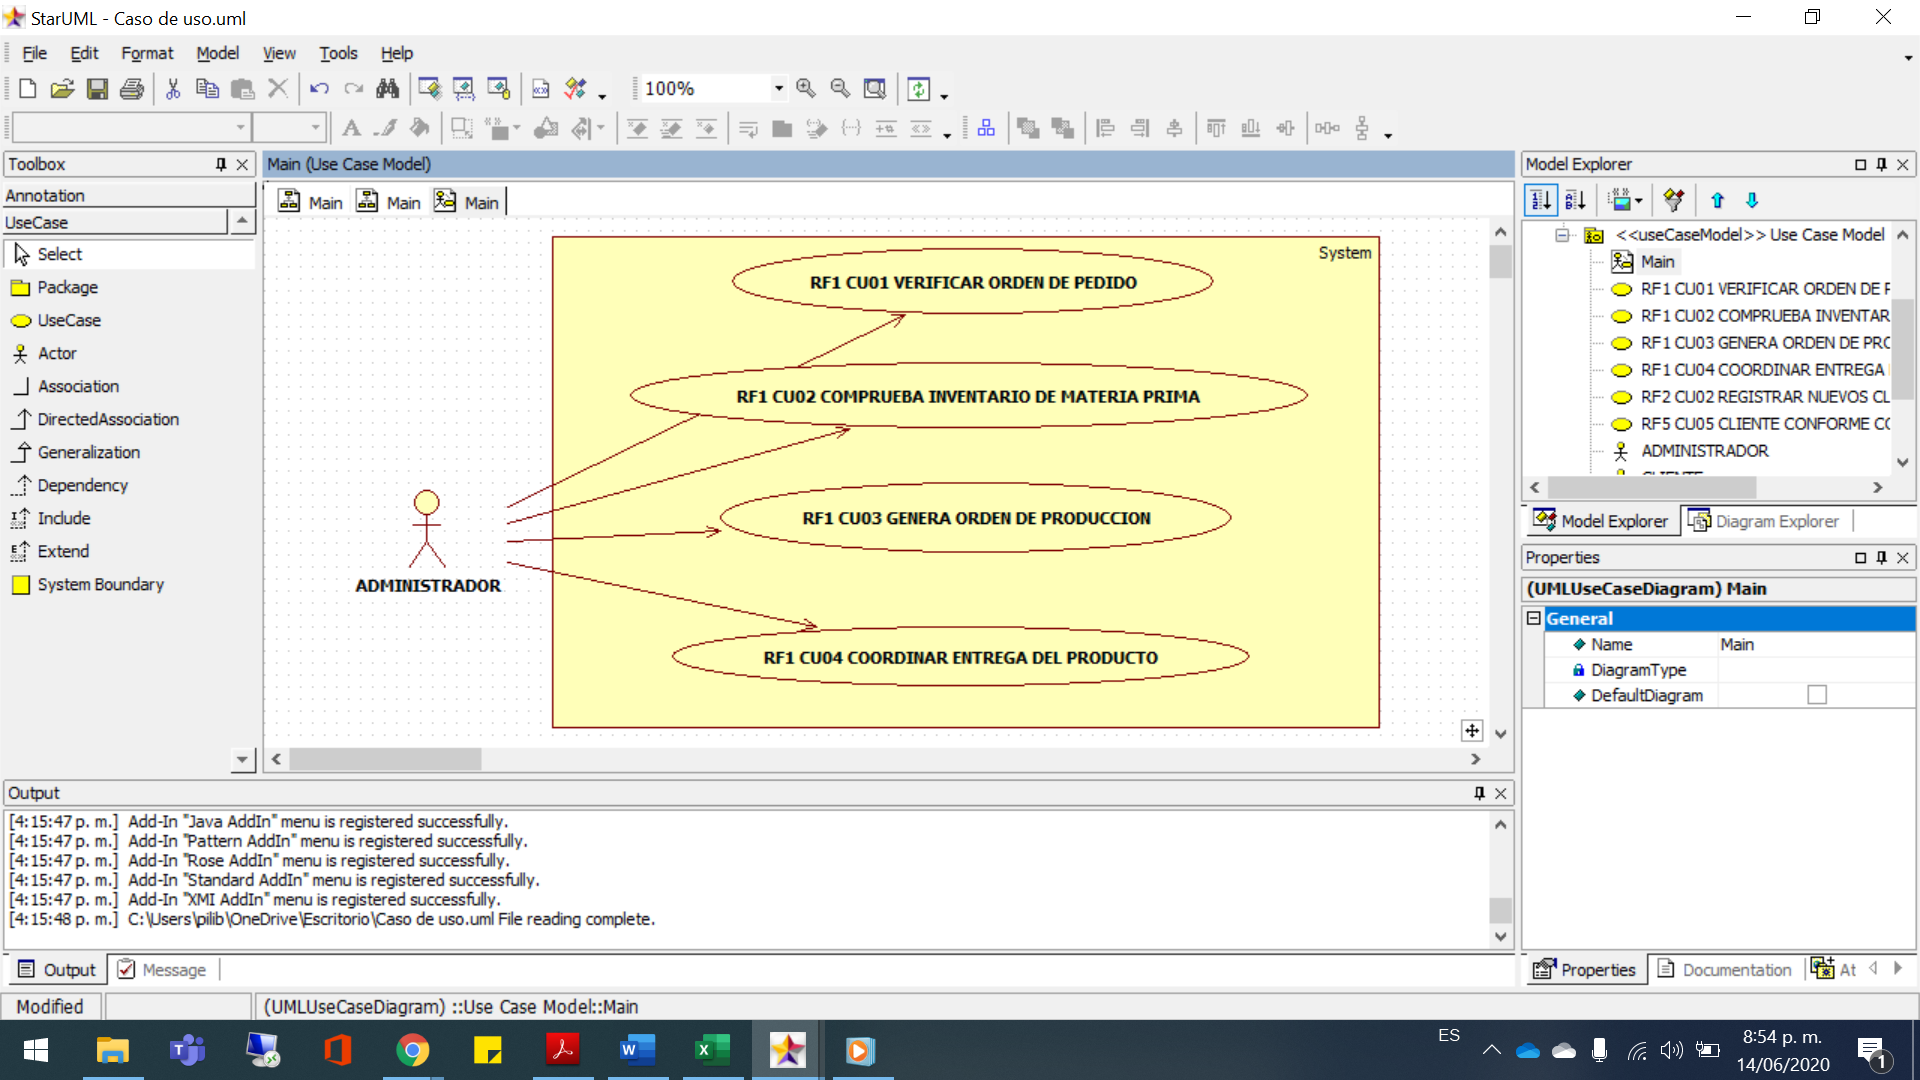 StarUML - Caso de uso.uml
File Edit Format Model View Tools Help
100%
Toolbox
Annotation
UseCase
Select
Package
UseCase
Actor
Association
DirectedAssociation
Generalization
Dependency
Include
Extend
System Boundary
Main (Use Case Model)
Main Main Main
System
RF1 CU01 VERIFICAR ORDEN DE PEDIDO
RF1 CU02 COMPRUEBA INVENTARIO DE MATERIA PRIMA
RF1 CU03 GENERA ORDEN DE PRODUCCION
ADMINISTRADOR
RF1 CU04 COORDINAR ENTREGA DEL PRODUCTO
Model Explorer
<<useCaseModel>> Use Case Model
Main
RF1 CU01 VERIFICAR ORDEN DE
RF1 CU02 COMPRUEBA INVENTAR
RF1 CU03 GENERA ORDEN DE PRO
RF1 CU04 COORDINAR ENTREGA
RF2 CU02 REGISTRAR NUEVOS CL
RF5 CU05 CLIENTE CONFORME CO
ADMINISTRADOR
Model Explorer Diagram Explorer
Properties
(UMLUseCaseDiagram) Main
General
Name Main
DiagramType
DefaultDiagram
Output
[4:15:47 p. m.] Add-In "Java AddIn" menu is registered successfully.
[4:15:47 p. m.] Add-In "Pattern AddIn" menu is registered successfully.
[4:15:47 p. m.] Add-In "Rose AddIn" menu is registered successfully.
[4:15:47 p. m.] Add-In "Standard AddIn" menu is registered successfully.
[4:15:47 p. m.] Add-In "XMI AddIn" menu is registered successfully.
[4:15:48 p. m.] C:\Users\pilib\OneDrive\Escritorio\Caso de uso.uml File reading complete.
Output Message
Properties Documentation At
Modified
(UMLUseCaseDiagram) ::Use Case Model::Main
ES
8:54 p. m.
14/06/2020
1